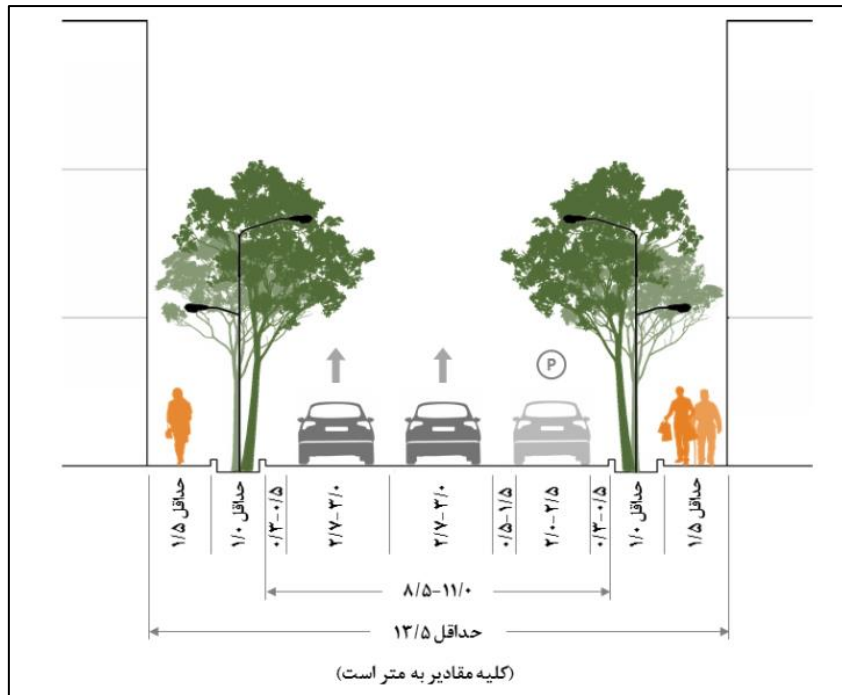 P
حداقل ۱/۵
حداقل ۱/۰
۰/۳-۰/۵
۲/۷-۳/۰
۲/۷-۳/۰
۰/۵-۱/۵
۲/۰-۲/۵
۰/۳-۰/۵
حداقل ۱/۰
حداقل ۱/۵
۸/۵-۱۱/۰
حداقل ۱۳/۵
(کلیه مقادیر به متر است)